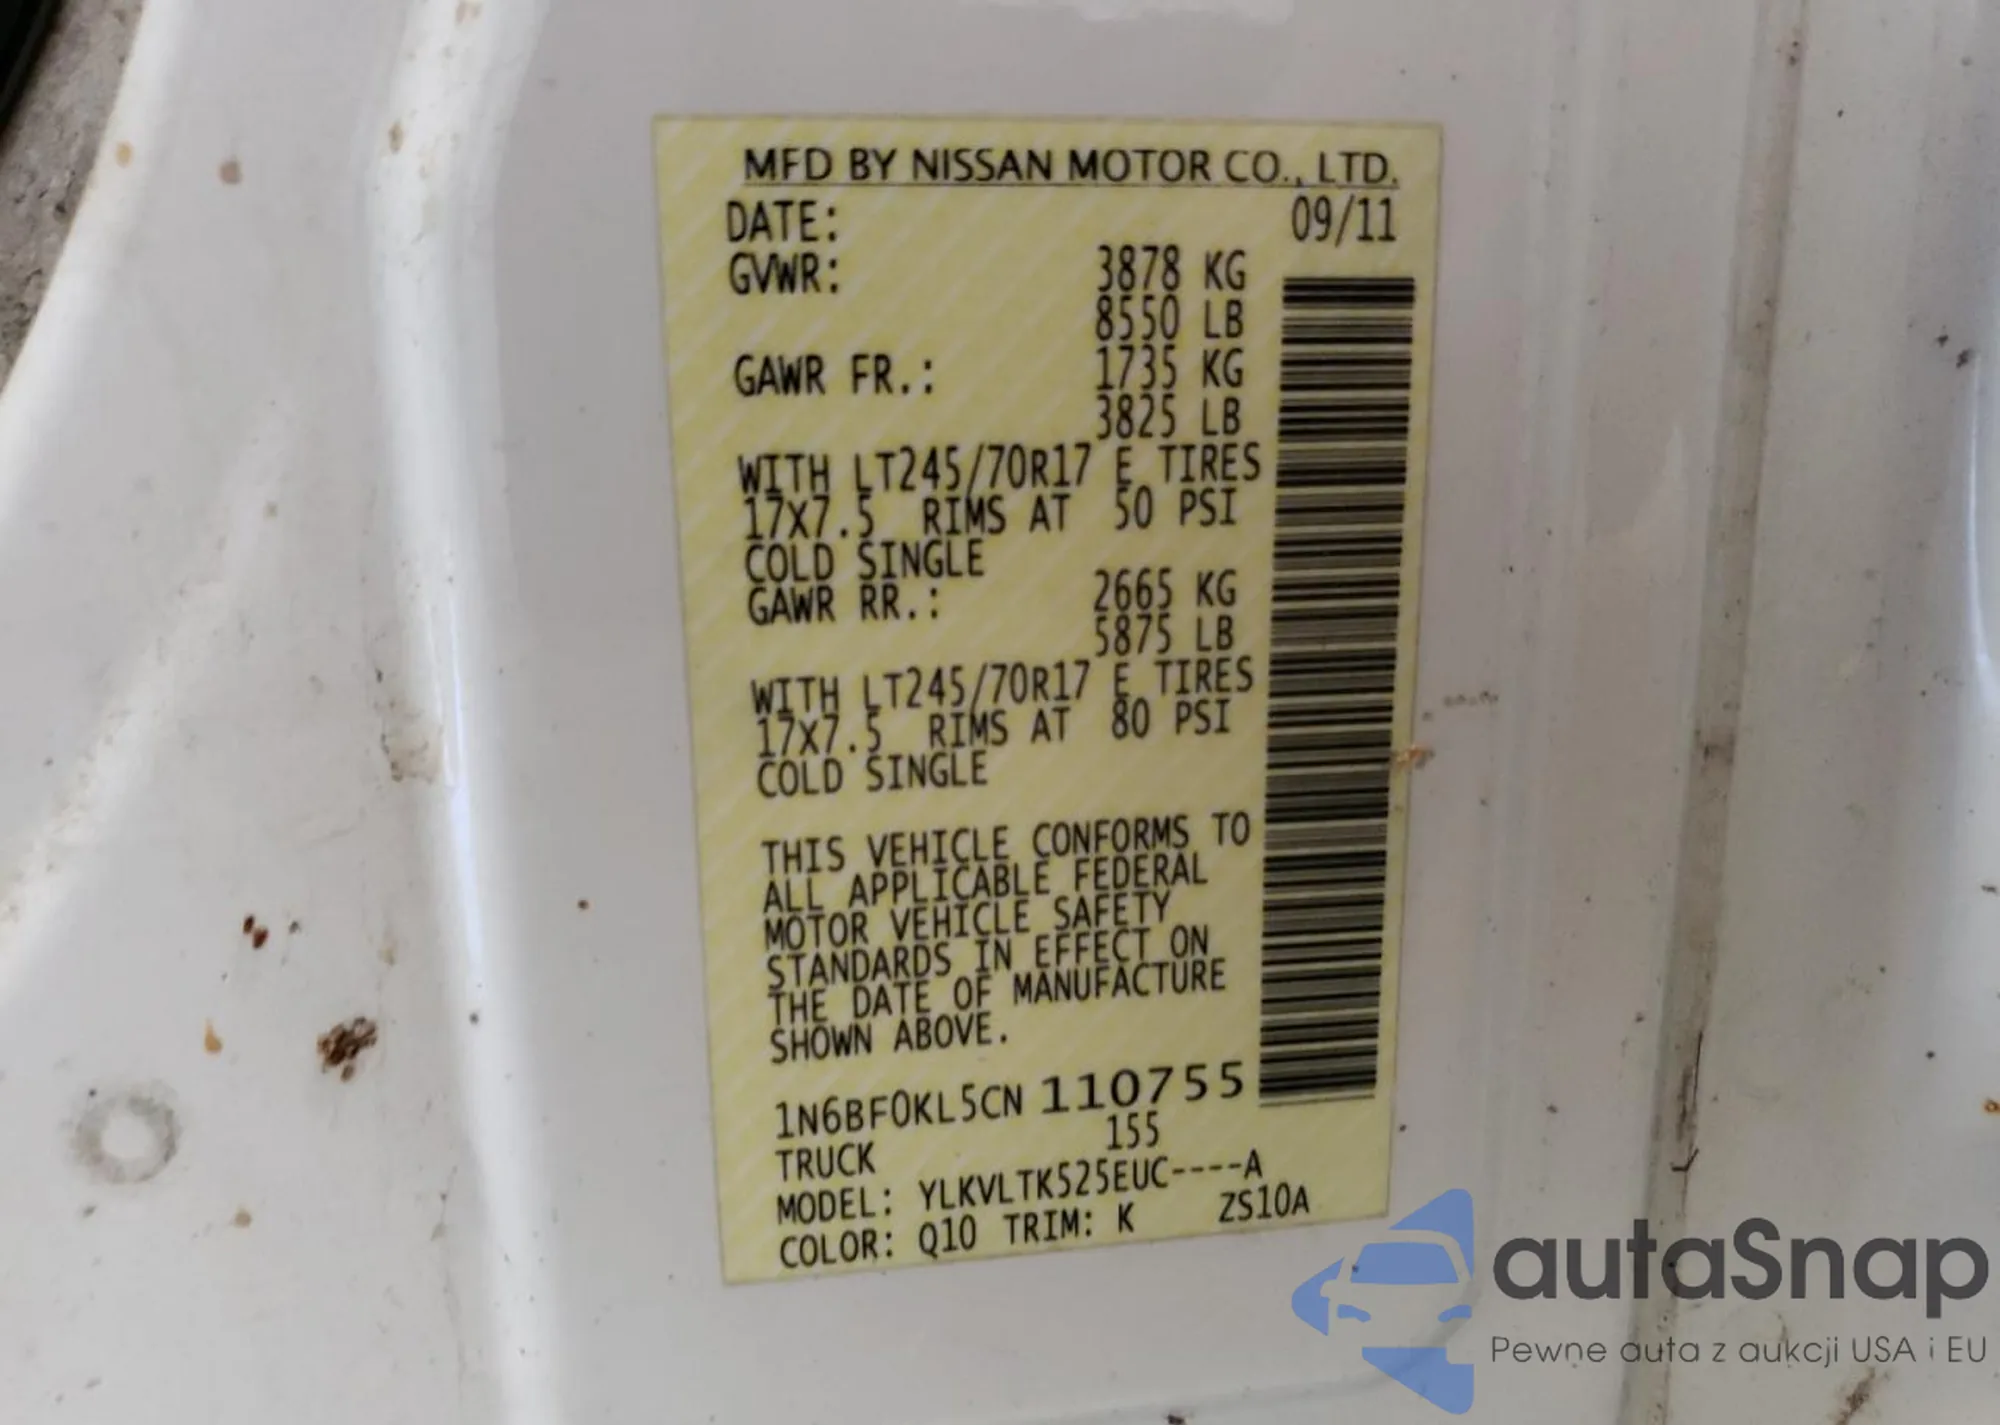 MFD BY NISSAN MOTOR CO., LTD.
DATE: 09/11
GVWR: 3878 KG
8550 LB
GAWR FR.: 1735 KG
3825 LB
WITH LT245/70R17 E TIRES
17X7.5 RIMS AT 50 PSI
COLD SINGLE
GAWR RR.: 2665 KG
5875 LB
WITH LT245/70R17 E TIRES
17X7.5 RIMS AT 80 PSI
COLD SINGLE
THIS VEHICLE CONFORMS TO
ALL APPLICABLE FEDERAL
MOTOR VEHICLE SAFETY
STANDARDS IN EFFECT ON
THE DATE OF MANUFACTURE
SHOWN ABOVE.
1N6BF0KL5CN 110755
TRUCK 155
MODEL: YLKVLTK525EUC----A
COLOR: Q10 TRIM: K ZS10A
autaSnap
Pewne auta z aukcji USA i EU